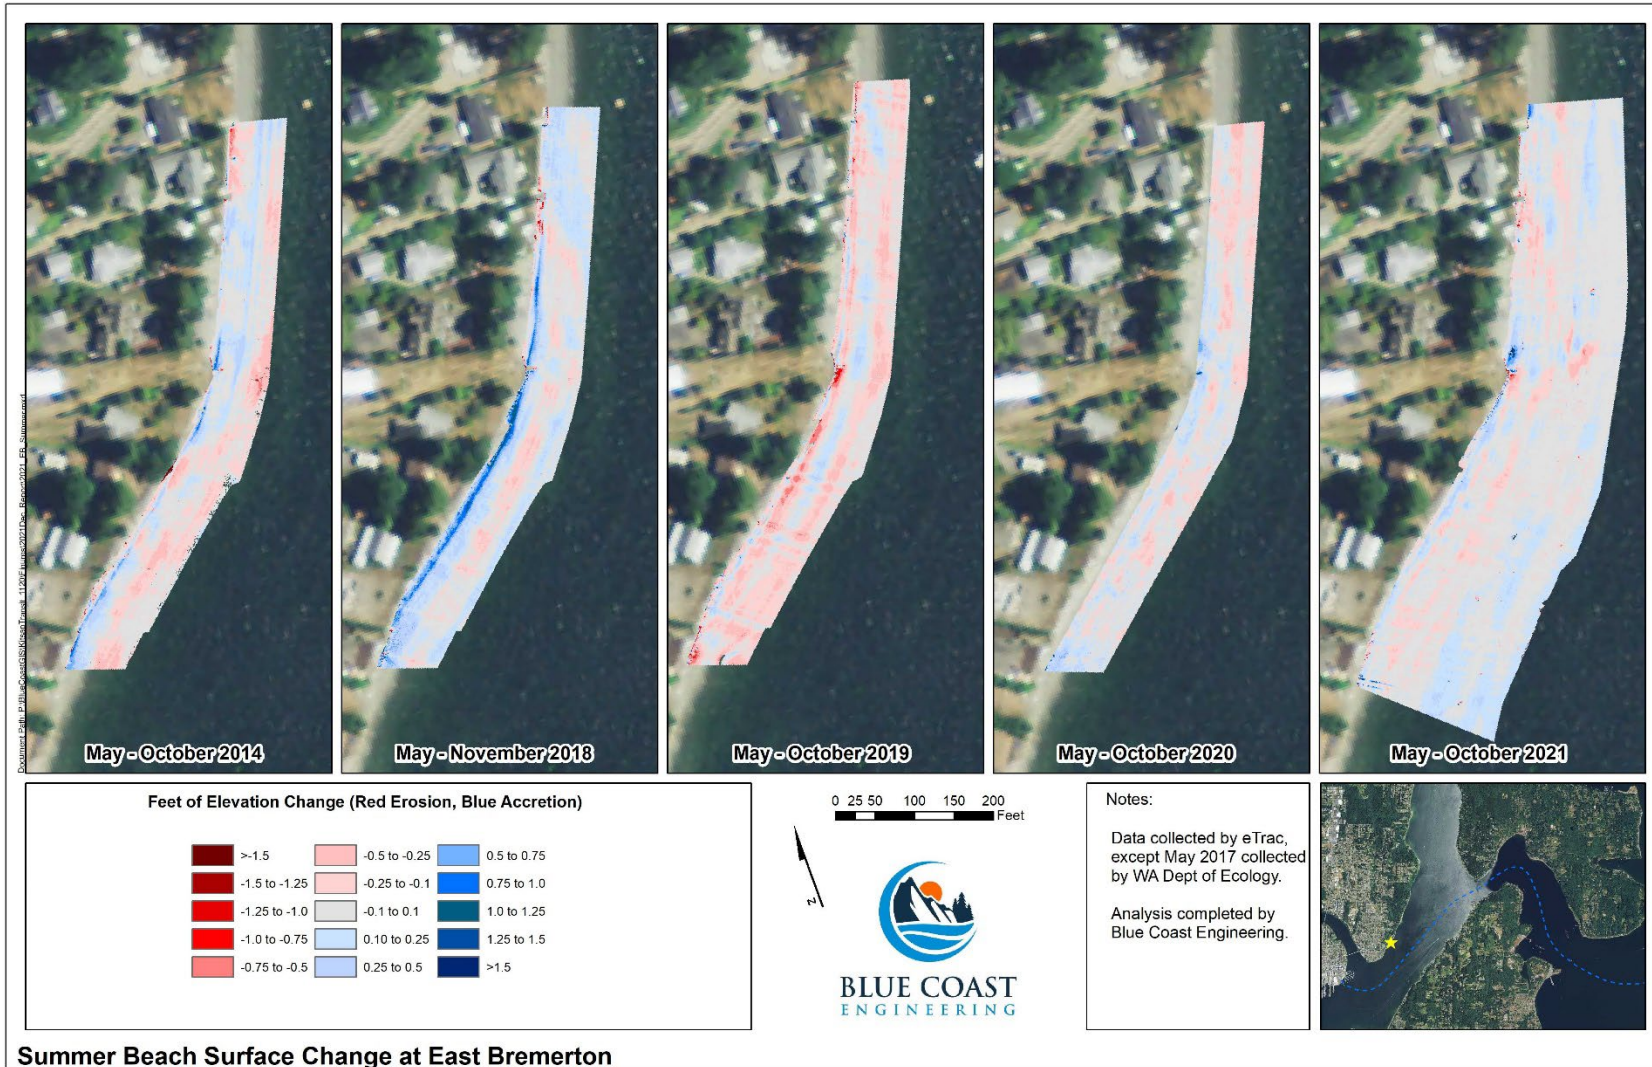 May - October 2014
May - November 2018
May - October 2019
May - October 2020
May - October 2021
Feet of Elevation Change (Red Erosion, Blue Accretion)
>-1.5
-1.5 to -1.25
-1.25 to -1.0
-1.0 to -0.75
-0.75 to -0.5
-0.5 to -0.25
-0.25 to -0.1
-0.1 to 0.1
0.10 to 0.25
0.25 to 0.5
0.5 to 0.75
0.75 to 1.0
1.0 to 1.25
1.25 to 1.5
>1.5
0 25 50 100 150 200
Feet
N
BLUE COAST
ENGINEERING
Notes:
Data collected by eTrac,
except May 2017 collected
by WA Dept of Ecology.
Analysis completed by
Blue Coast Engineering.
Summer Beach Surface Change at East Bremerton